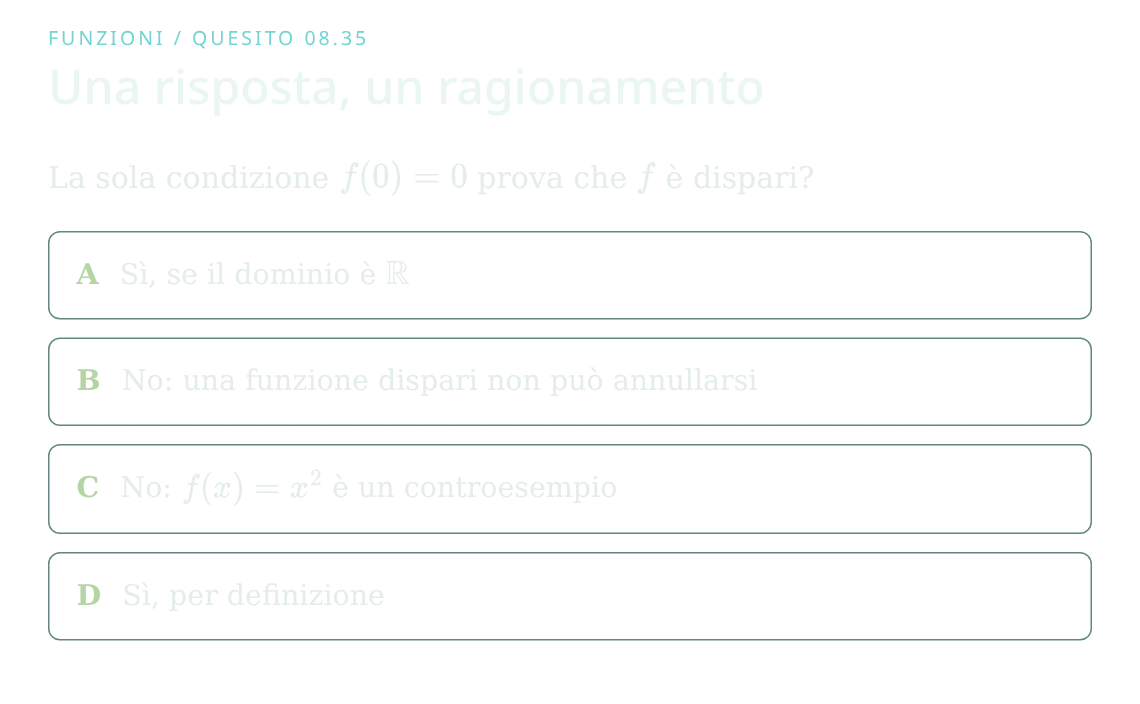 FUNZIONI / QUESITO 08.35
Una risposta, un ragionamento
La sola condizione f(0) = 0 prova che f è dispari?
A Sì, se il dominio è ℝ
B No: una funzione dispari non può annullarsi
C No: f(x) = x² è un controesempio
D Sì, per definizione